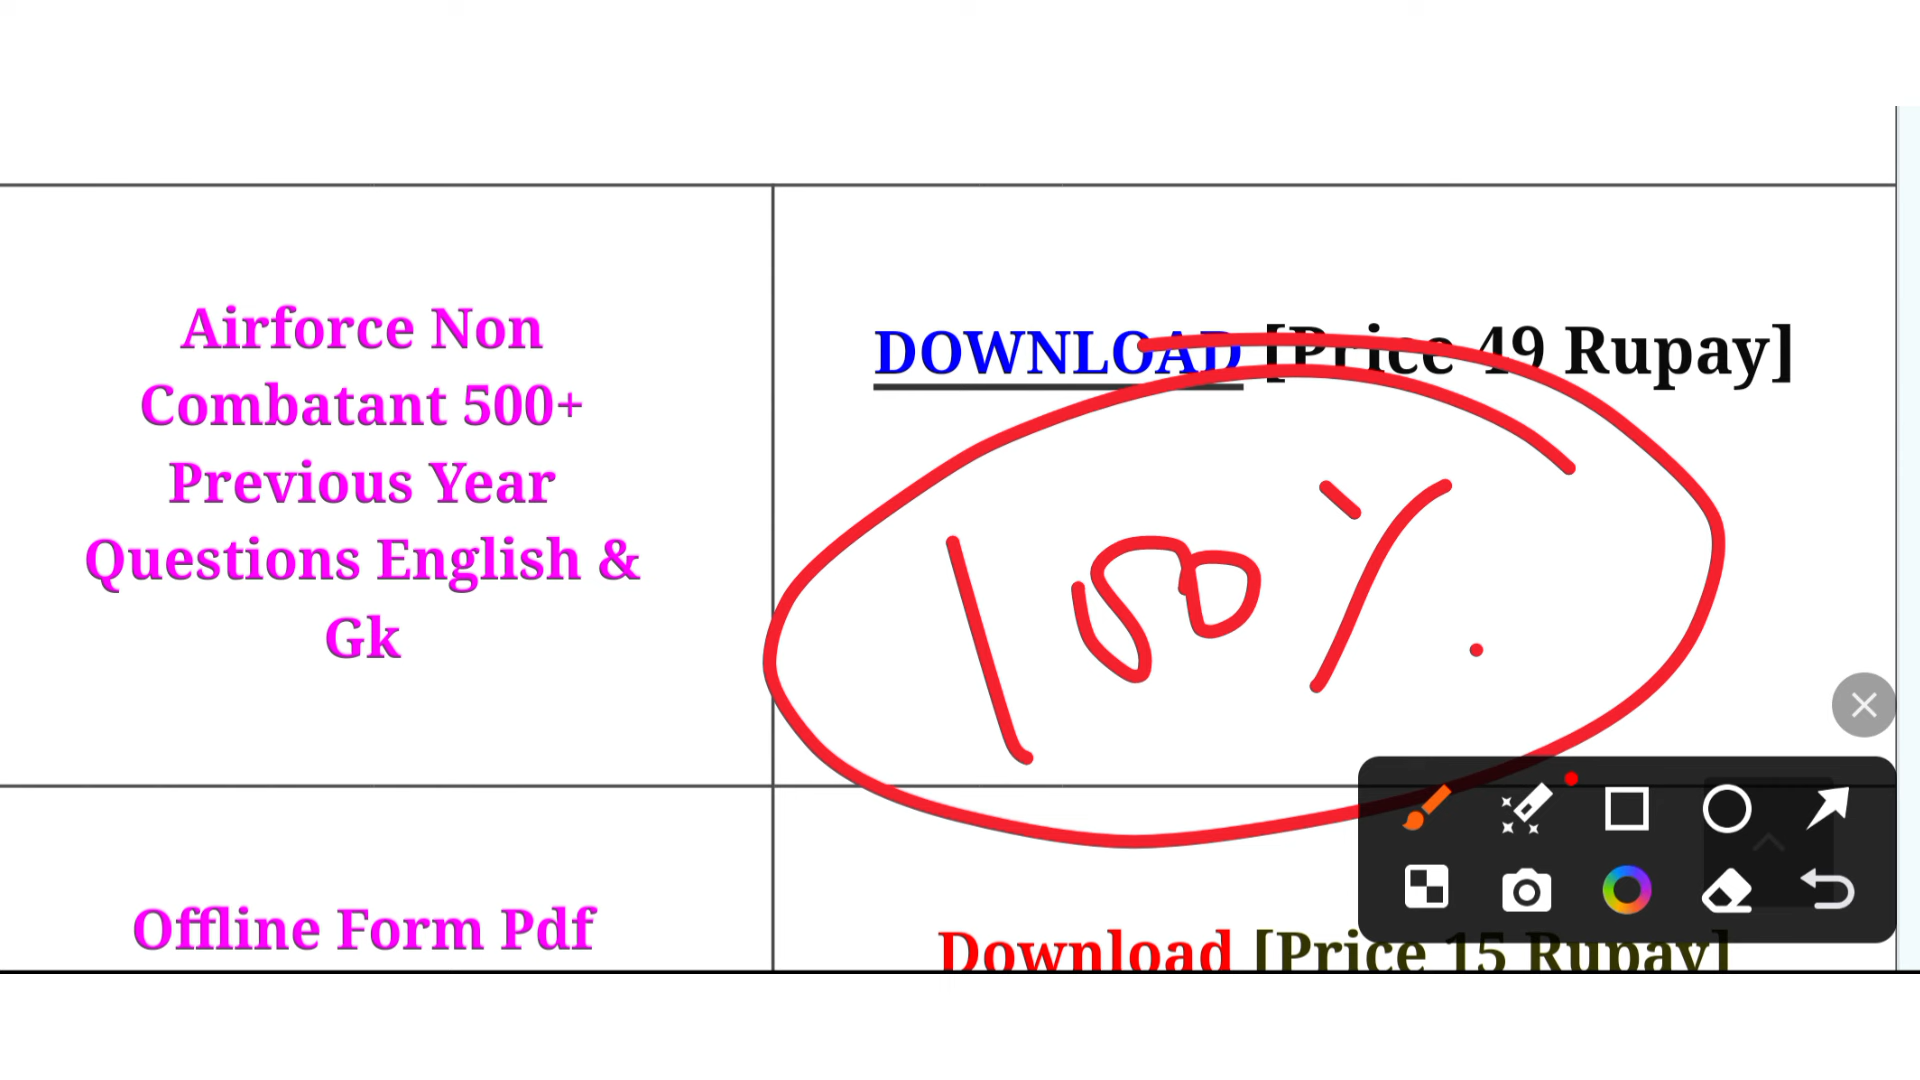 Airforce Non
Combatant 500+
Previous Year
Questions English &
Gk
DOWNLOAD [Price 49 Rupay]
100%
Offline Form Pdf
Download [Price 15 Rupay]